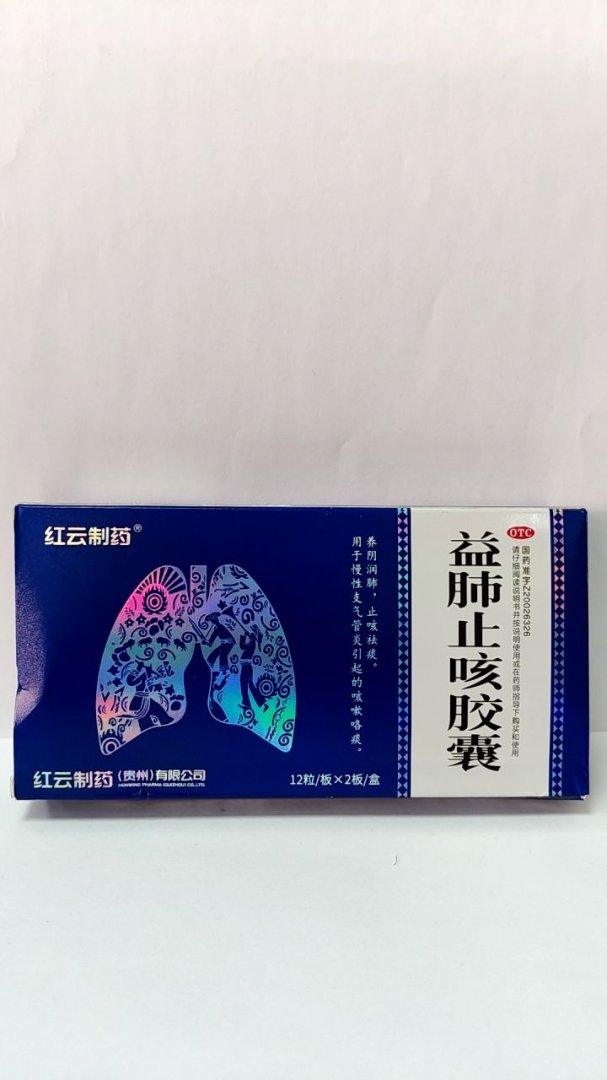 红云制药®
养阴润肺，止咳祛痰。
用于慢性支气管炎引起的咳嗽咯痰。
红云制药(贵州)有限公司
HONWING PHARMA (GUIZHOU) CO.,LTD.
12粒/板×2板/盒
OTC
国药准字Z20026326
请仔细阅读说明书并按说明使用或在药师指导下购买和使用
益肺止咳胶囊